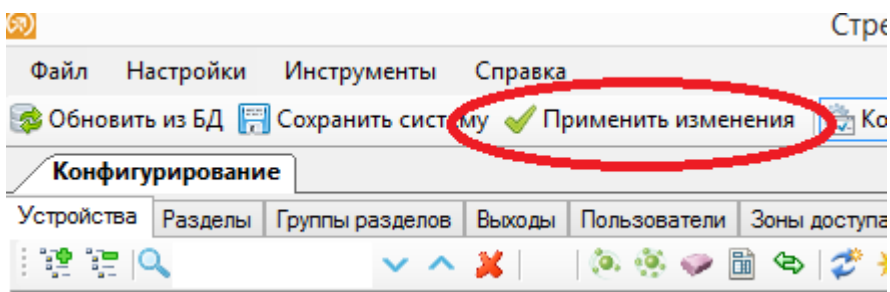 Стре
Файл Настройки Инструменты Справка
Обновить из БД Сохранить систему Применить изменения Ко
Конфигурирование
Устройства Разделы Группы разделов Выходы Пользователи Зоны доступа